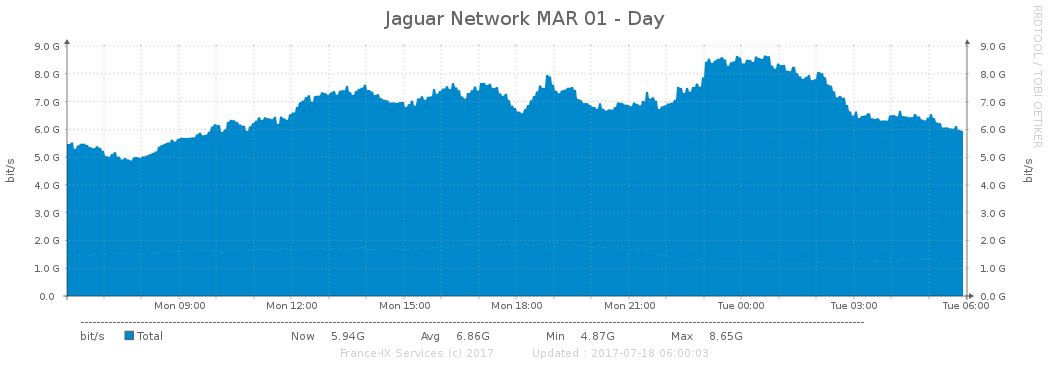 Jaguar Network MAR 01 - Day
RRDTOOL / TOBI OETIKER
9.0 G 9.0 G
8.0 G 8.0 G
7.0 G 7.0 G
6.0 G 6.0 G
5.0 G 5.0 G
4.0 G 4.0 G
3.0 G 3.0 G
2.0 G 2.0 G
1.0 G 1.0 G
0.0 0.0 G
bit/s bit/s
Mon 09:00 Mon 12:00 Mon 15:00 Mon 18:00 Mon 21:00 Tue 00:00 Tue 03:00 Tue 06:00
bit/s Total Now 5.94G Avg 6.86G Min 4.87G Max 8.65G
France-IX Services (c) 2017 Updated : 2017-07-18 06:00:03